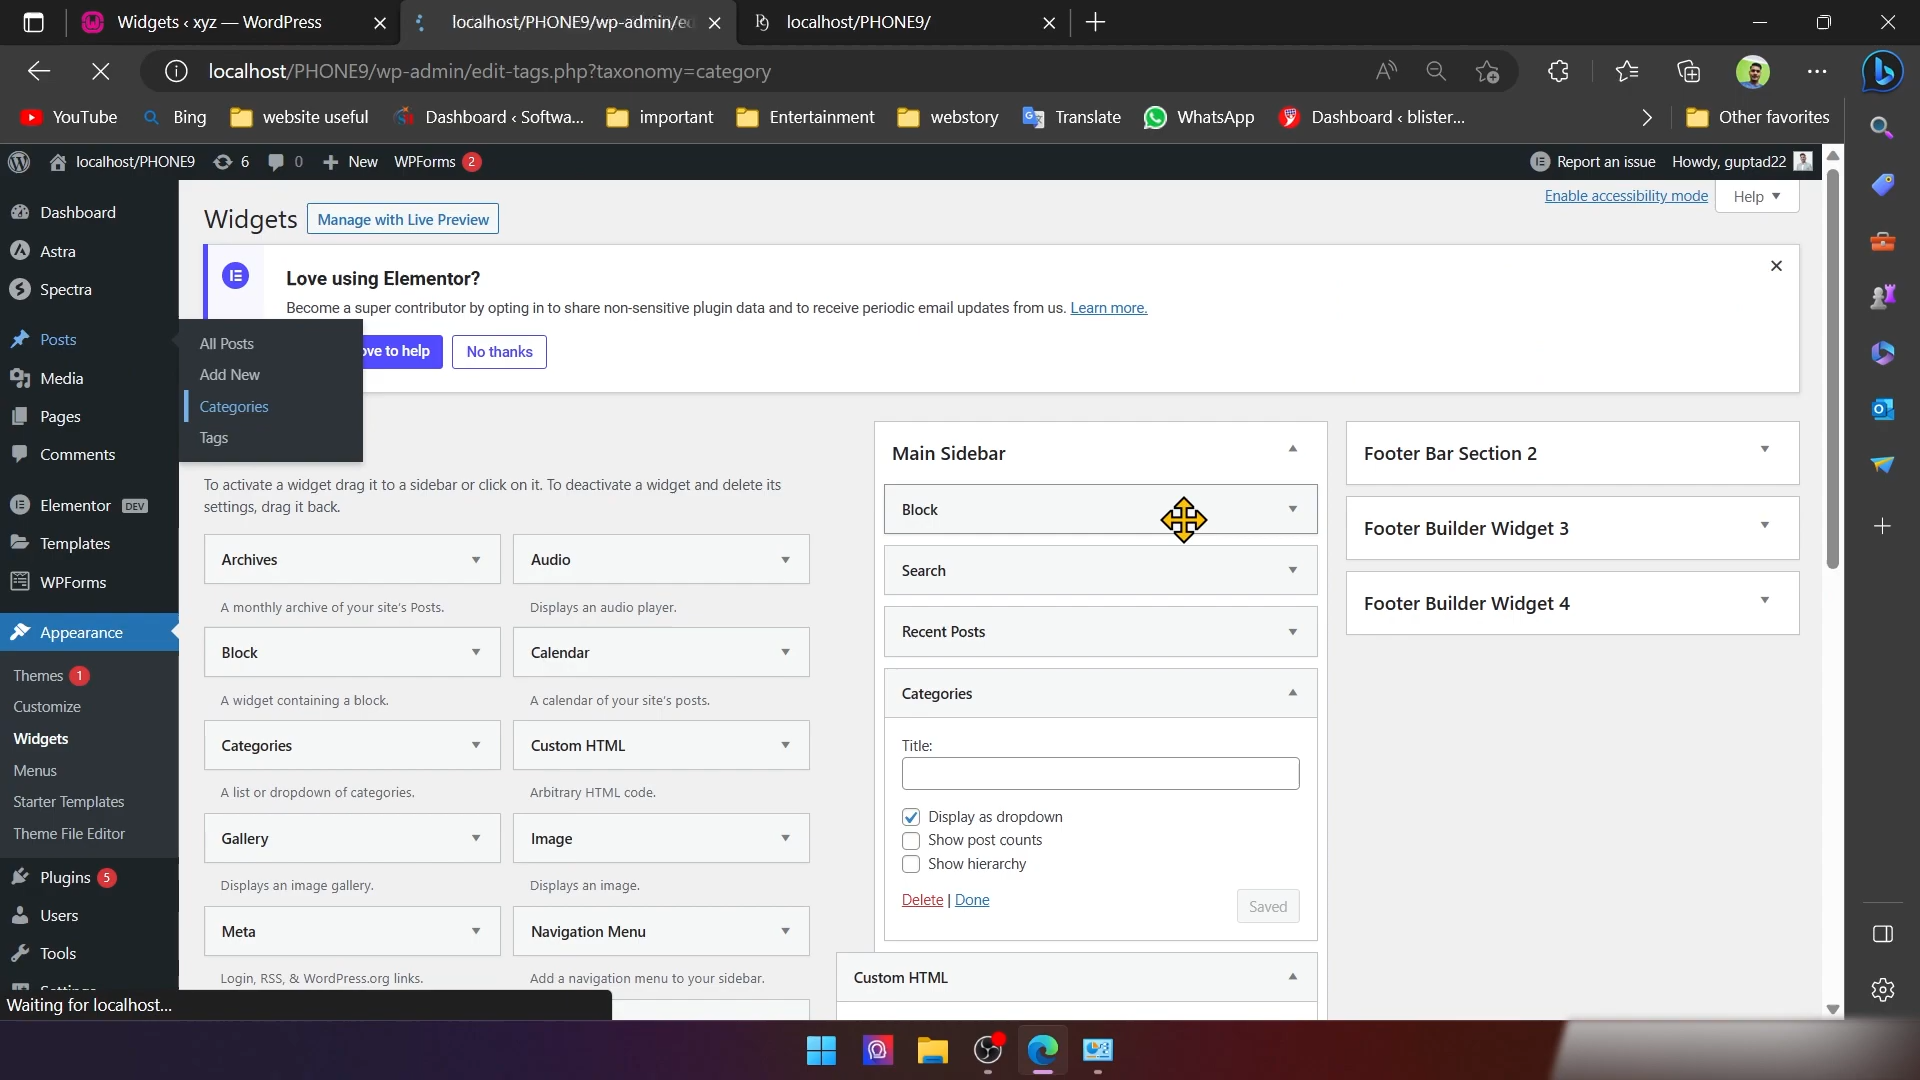 Widgets < xyz — WordPress
localhost/PHONE9/wp-admin/ed
localhost/PHONE9/
localhost/PHONE9/wp-admin/edit-tags.php?taxonomy=category
YouTube
Bing
website useful
Dashboard < Softwa...
important
Entertainment
webstory
Translate
WhatsApp
Dashboard < blister...
Other favorites
localhost/PHONE9
6
0
New
WPForms 2
Report an issue
Howdy, guptad22
Dashboard
Astra
Spectra
Posts
Media
Pages
Comments
Elementor DEV
Templates
WPForms
Appearance
Themes 1
Customize
Widgets
Menus
Starter Templates
Theme File Editor
Plugins 5
Users
Tools
All Posts
Add New
Categories
Tags
Widgets
Manage with Live Preview
Enable accessibility mode
Help
Love using Elementor?
Become a super contributor by opting in to share non-sensitive plugin data and to receive periodic email updates from us. Learn more.
ove to help
No thanks
To activate a widget drag it to a sidebar or click on it. To deactivate a widget and delete its
settings, drag it back.
Archives
A monthly archive of your site's Posts.
Audio
Displays an audio player.
Block
A widget containing a block.
Calendar
A calendar of your site's posts.
Categories
A list or dropdown of categories.
Custom HTML
Arbitrary HTML code.
Gallery
Displays an image gallery.
Image
Displays an image.
Meta
Login, RSS, & WordPress.org links.
Navigation Menu
Add a navigation menu to your sidebar.
Main Sidebar
Block
Search
Recent Posts
Categories
Title:
Display as dropdown
Show post counts
Show hierarchy
Delete | Done
Saved
Custom HTML
Footer Bar Section 2
Footer Builder Widget 3
Footer Builder Widget 4
Waiting for localhost...